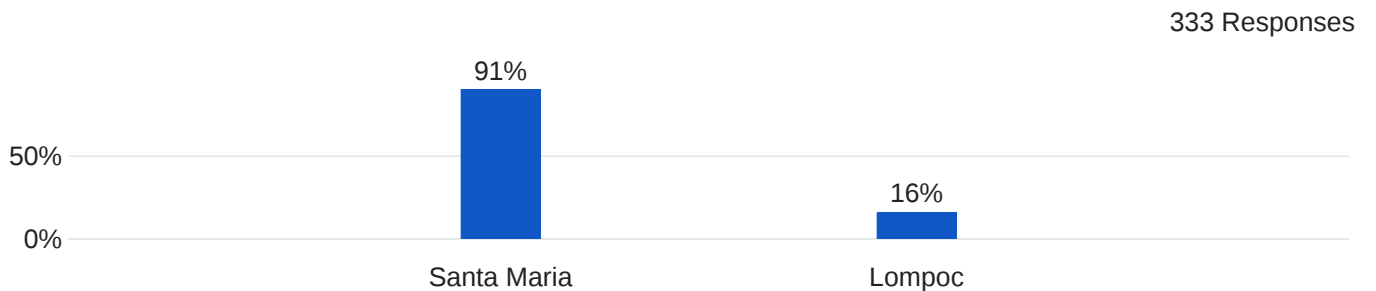 333 Responses
91%
50%
16%
0%
Santa Maria
Lompoc